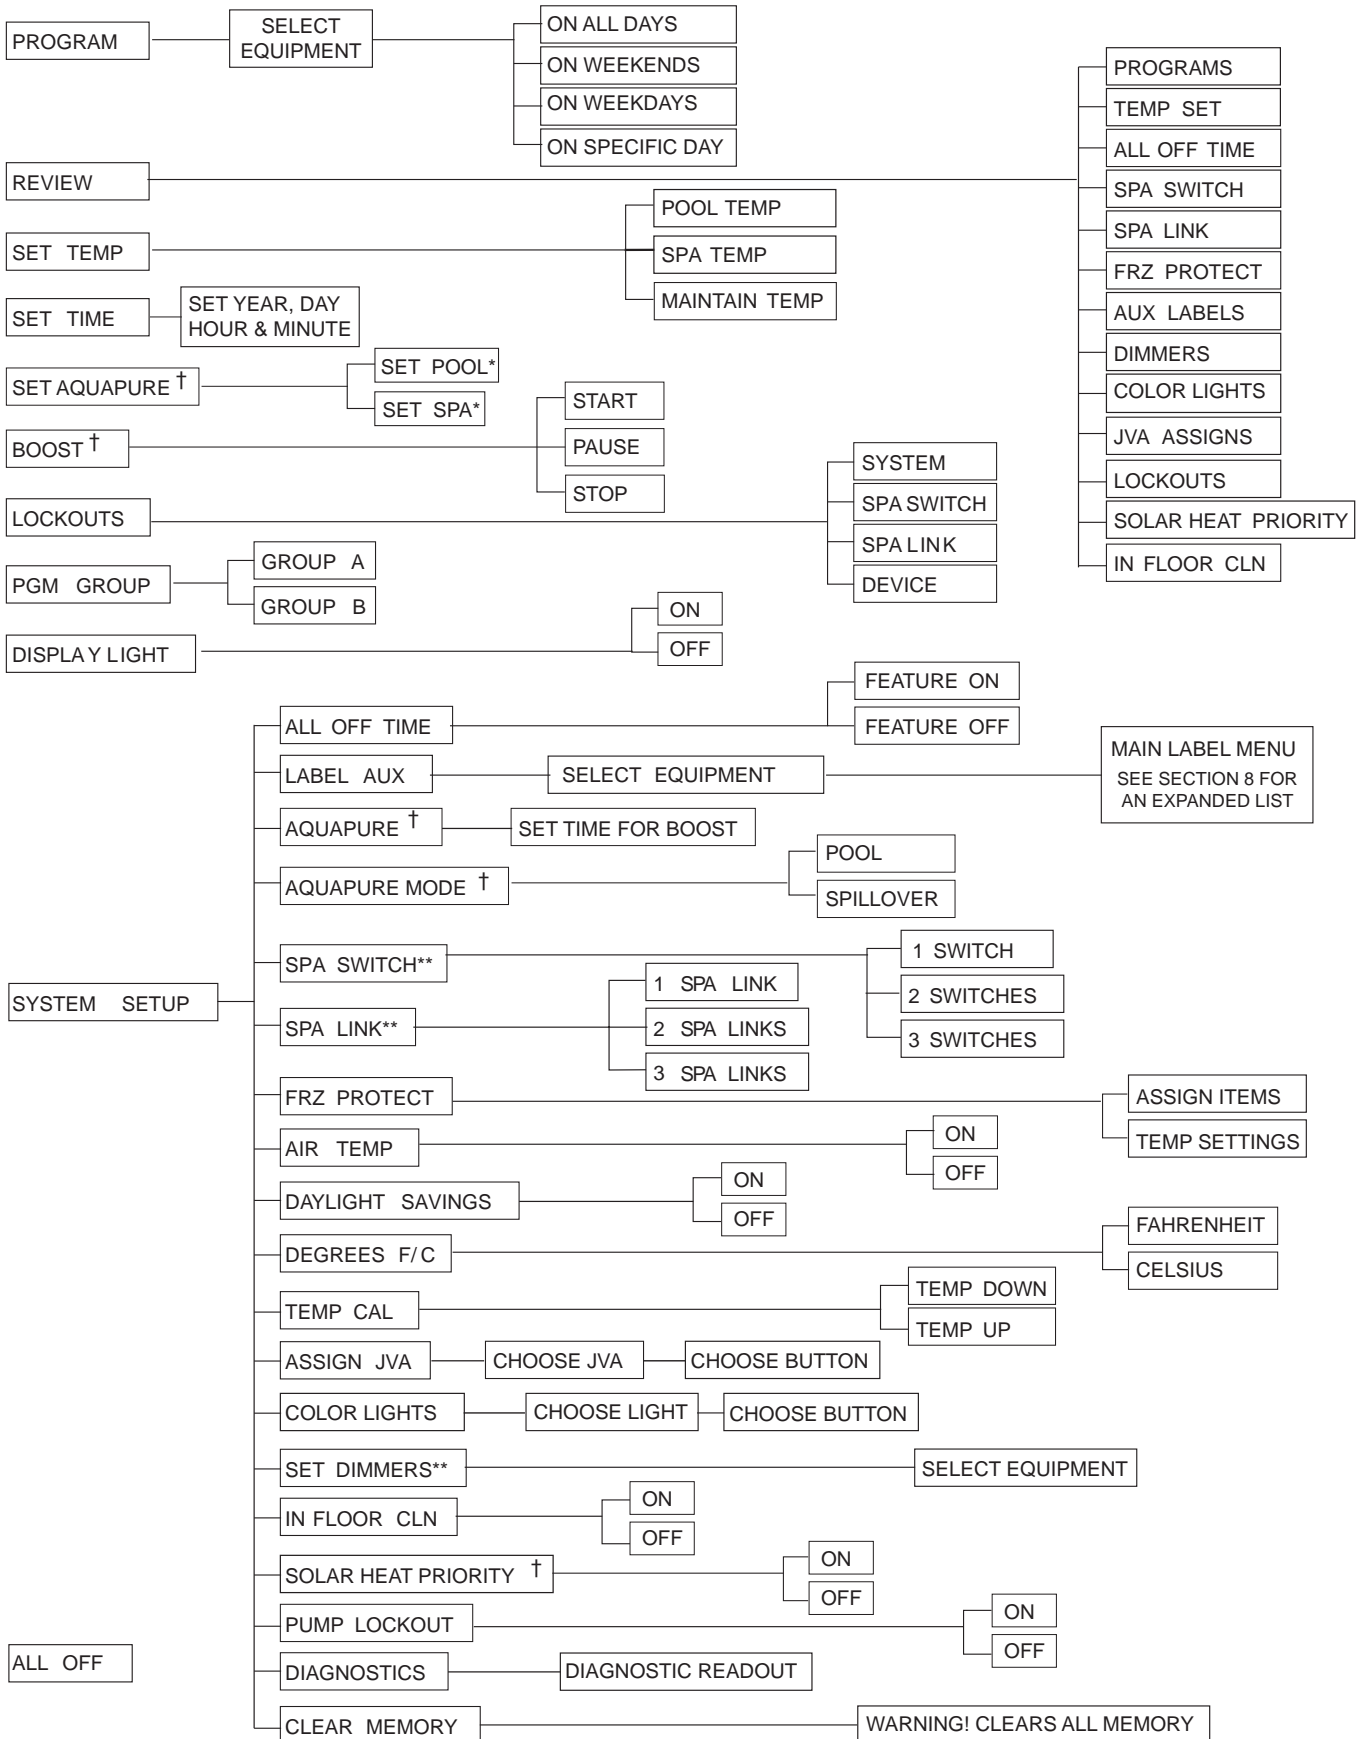 PROGRAM
SELECT
EQUIPMENT
ON ALL DAYS
ON WEEKENDS
ON WEEKDAYS
ON SPECIFIC DAY
REVIEW
PROGRAMS
TEMP SET
ALL OFF TIME
SPA SWITCH
SPA LINK
FRZ PROTECT
AUX LABELS
DIMMERS
COLOR LIGHTS
JVA ASSIGNS
LOCKOUTS
SOLAR HEAT PRIORITY
IN FLOOR CLN
SET TEMP
POOL TEMP
SPA TEMP
MAINTAIN TEMP
SET TIME
SET YEAR, DAY
HOUR & MINUTE
SET AQUAPURE †
SET POOL*
SET SPA*
BOOST †
START
PAUSE
STOP
LOCKOUTS
SYSTEM
SPA SWITCH
SPA LINK
DEVICE
PGM GROUP
GROUP A
GROUP B
DISPLAY LIGHT
ON
OFF
SYSTEM SETUP
ALL OFF TIME
FEATURE ON
FEATURE OFF
LABEL AUX
SELECT EQUIPMENT
MAIN LABEL MENU
SEE SECTION 8 FOR
AN EXPANDED LIST
AQUAPURE †
SET TIME FOR BOOST
AQUAPURE MODE †
POOL
SPILLOVER
SPA SWITCH**
1 SWITCH
2 SWITCHES
3 SWITCHES
SPA LINK**
1 SPA LINK
2 SPA LINKS
3 SPA LINKS
FRZ PROTECT
ASSIGN ITEMS
TEMP SETTINGS
AIR TEMP
ON
OFF
DAYLIGHT SAVINGS
ON
OFF
DEGREES F/C
FAHRENHEIT
CELSIUS
TEMP CAL
TEMP DOWN
TEMP UP
ASSIGN JVA
CHOOSE JVA
CHOOSE BUTTON
COLOR LIGHTS
CHOOSE LIGHT
CHOOSE BUTTON
SET DIMMERS**
SELECT EQUIPMENT
IN FLOOR CLN
ON
OFF
SOLAR HEAT PRIORITY †
ON
OFF
PUMP LOCKOUT
ON
OFF
DIAGNOSTICS
DIAGNOSTIC READOUT
CLEAR MEMORY
WARNING! CLEARS ALL MEMORY
ALL OFF